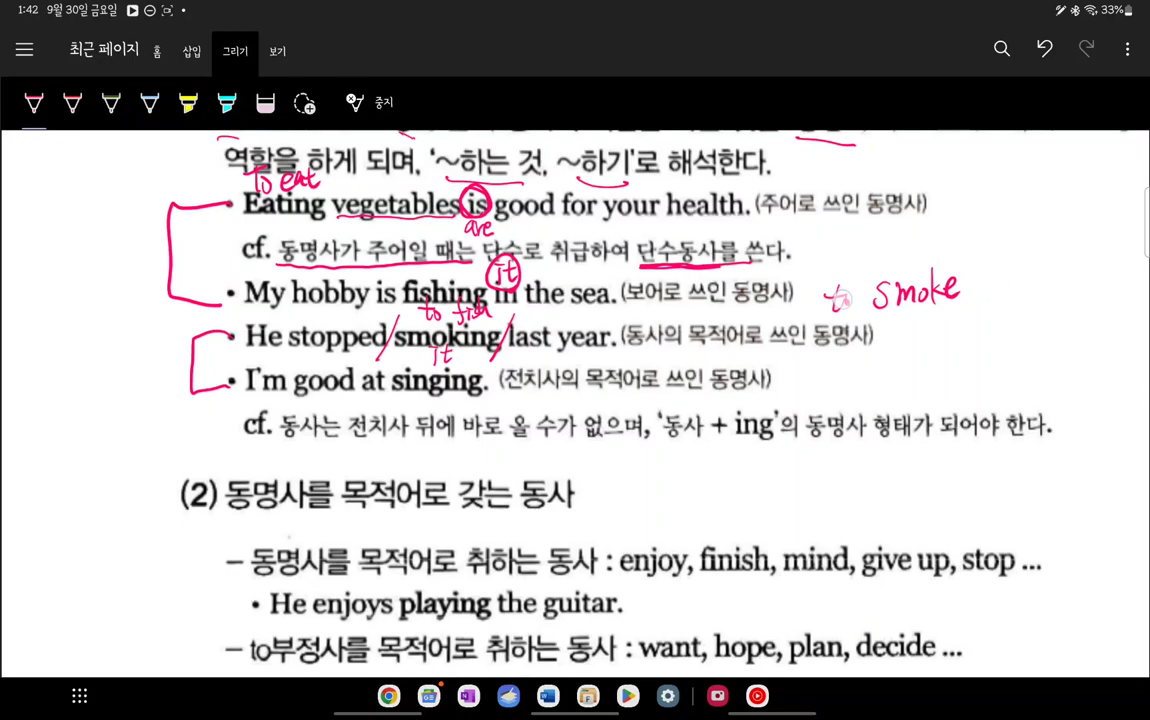 1:42 9월 30일 금요일 33%
최근 페이지 홈 삽입 그리기 보기
중지
역할을 하게 되며, '~하는 것, ~하기'로 해석한다.
To eat
• Eating vegetables is good for your health. (주어로 쓰인 동명사)
are
cf. 동명사가 주어일 때는 단수로 취급하여 단수동사를 쓴다.
it
• My hobby is fishing in the sea. (보어로 쓰인 동명사) to smoke
to fish
• He stopped / smoking / last year. (동사의 목적어로 쓰인 동명사)
it
• I'm good at singing. (전치사의 목적어로 쓰인 동명사)
cf. 동사는 전치사 뒤에 바로 올 수가 없으며, '동사 + ing'의 동명사 형태가 되어야 한다.
(2) 동명사를 목적어로 갖는 동사
– 동명사를 목적어로 취하는 동사 : enjoy, finish, mind, give up, stop ...
• He enjoys playing the guitar.
– to부정사를 목적어로 취하는 동사 : want, hope, plan, decide ...